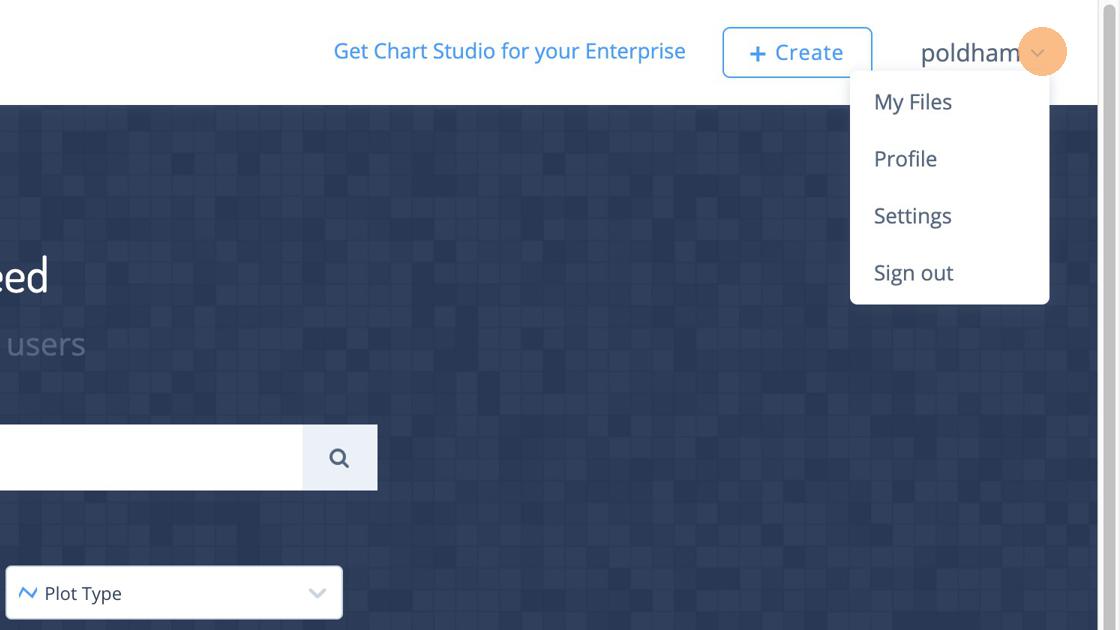 Get Chart Studio for your Enterprise
+ Create
poldham
My Files
Profile
Settings
Sign out
eed
users
Plot Type